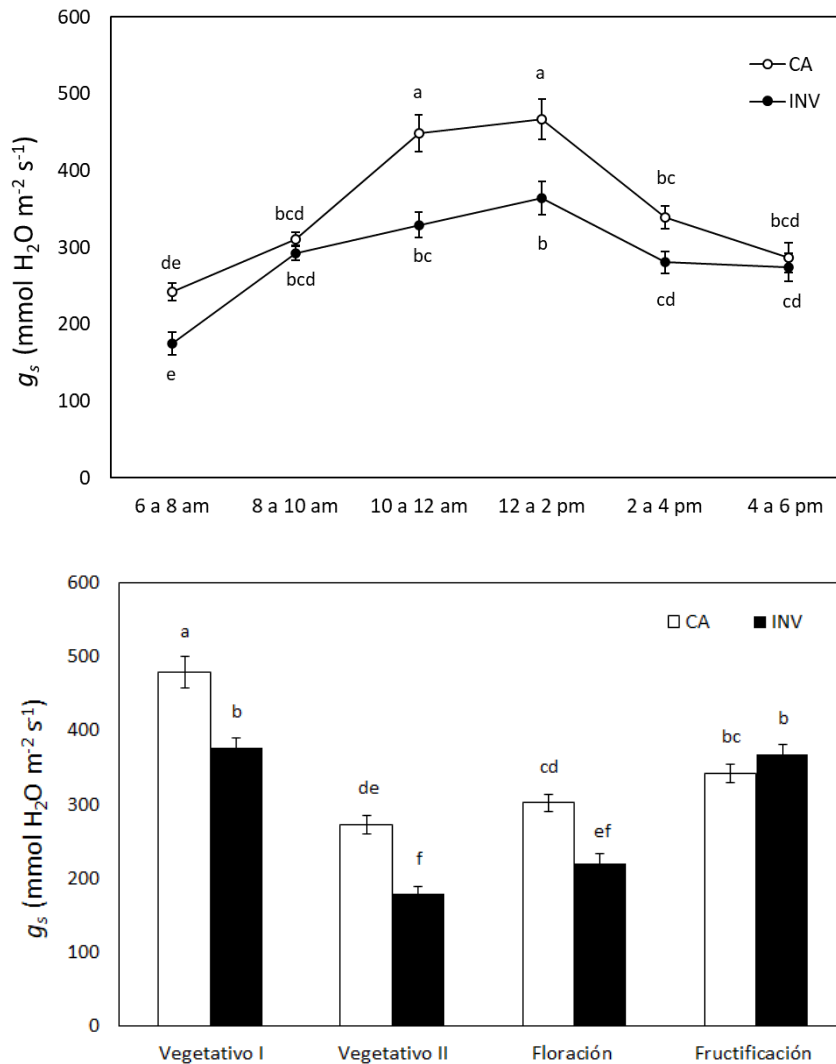 600
500
400
300
200
100
0
g_s (mmol H₂O m⁻² s⁻¹)
CA
INV
a
a
bc
bcd
bcd
de
bcd
bc
b
cd
cd
e
6 a 8 am
8 a 10 am
10 a 12 am
12 a 2 pm
2 a 4 pm
4 a 6 pm
600
500
400
300
200
100
0
g_s (mmol H₂O m⁻² s⁻¹)
CA
INV
a
b
de
f
cd
ef
bc
b
Vegetativo I
Vegetativo II
Floración
Fructificación